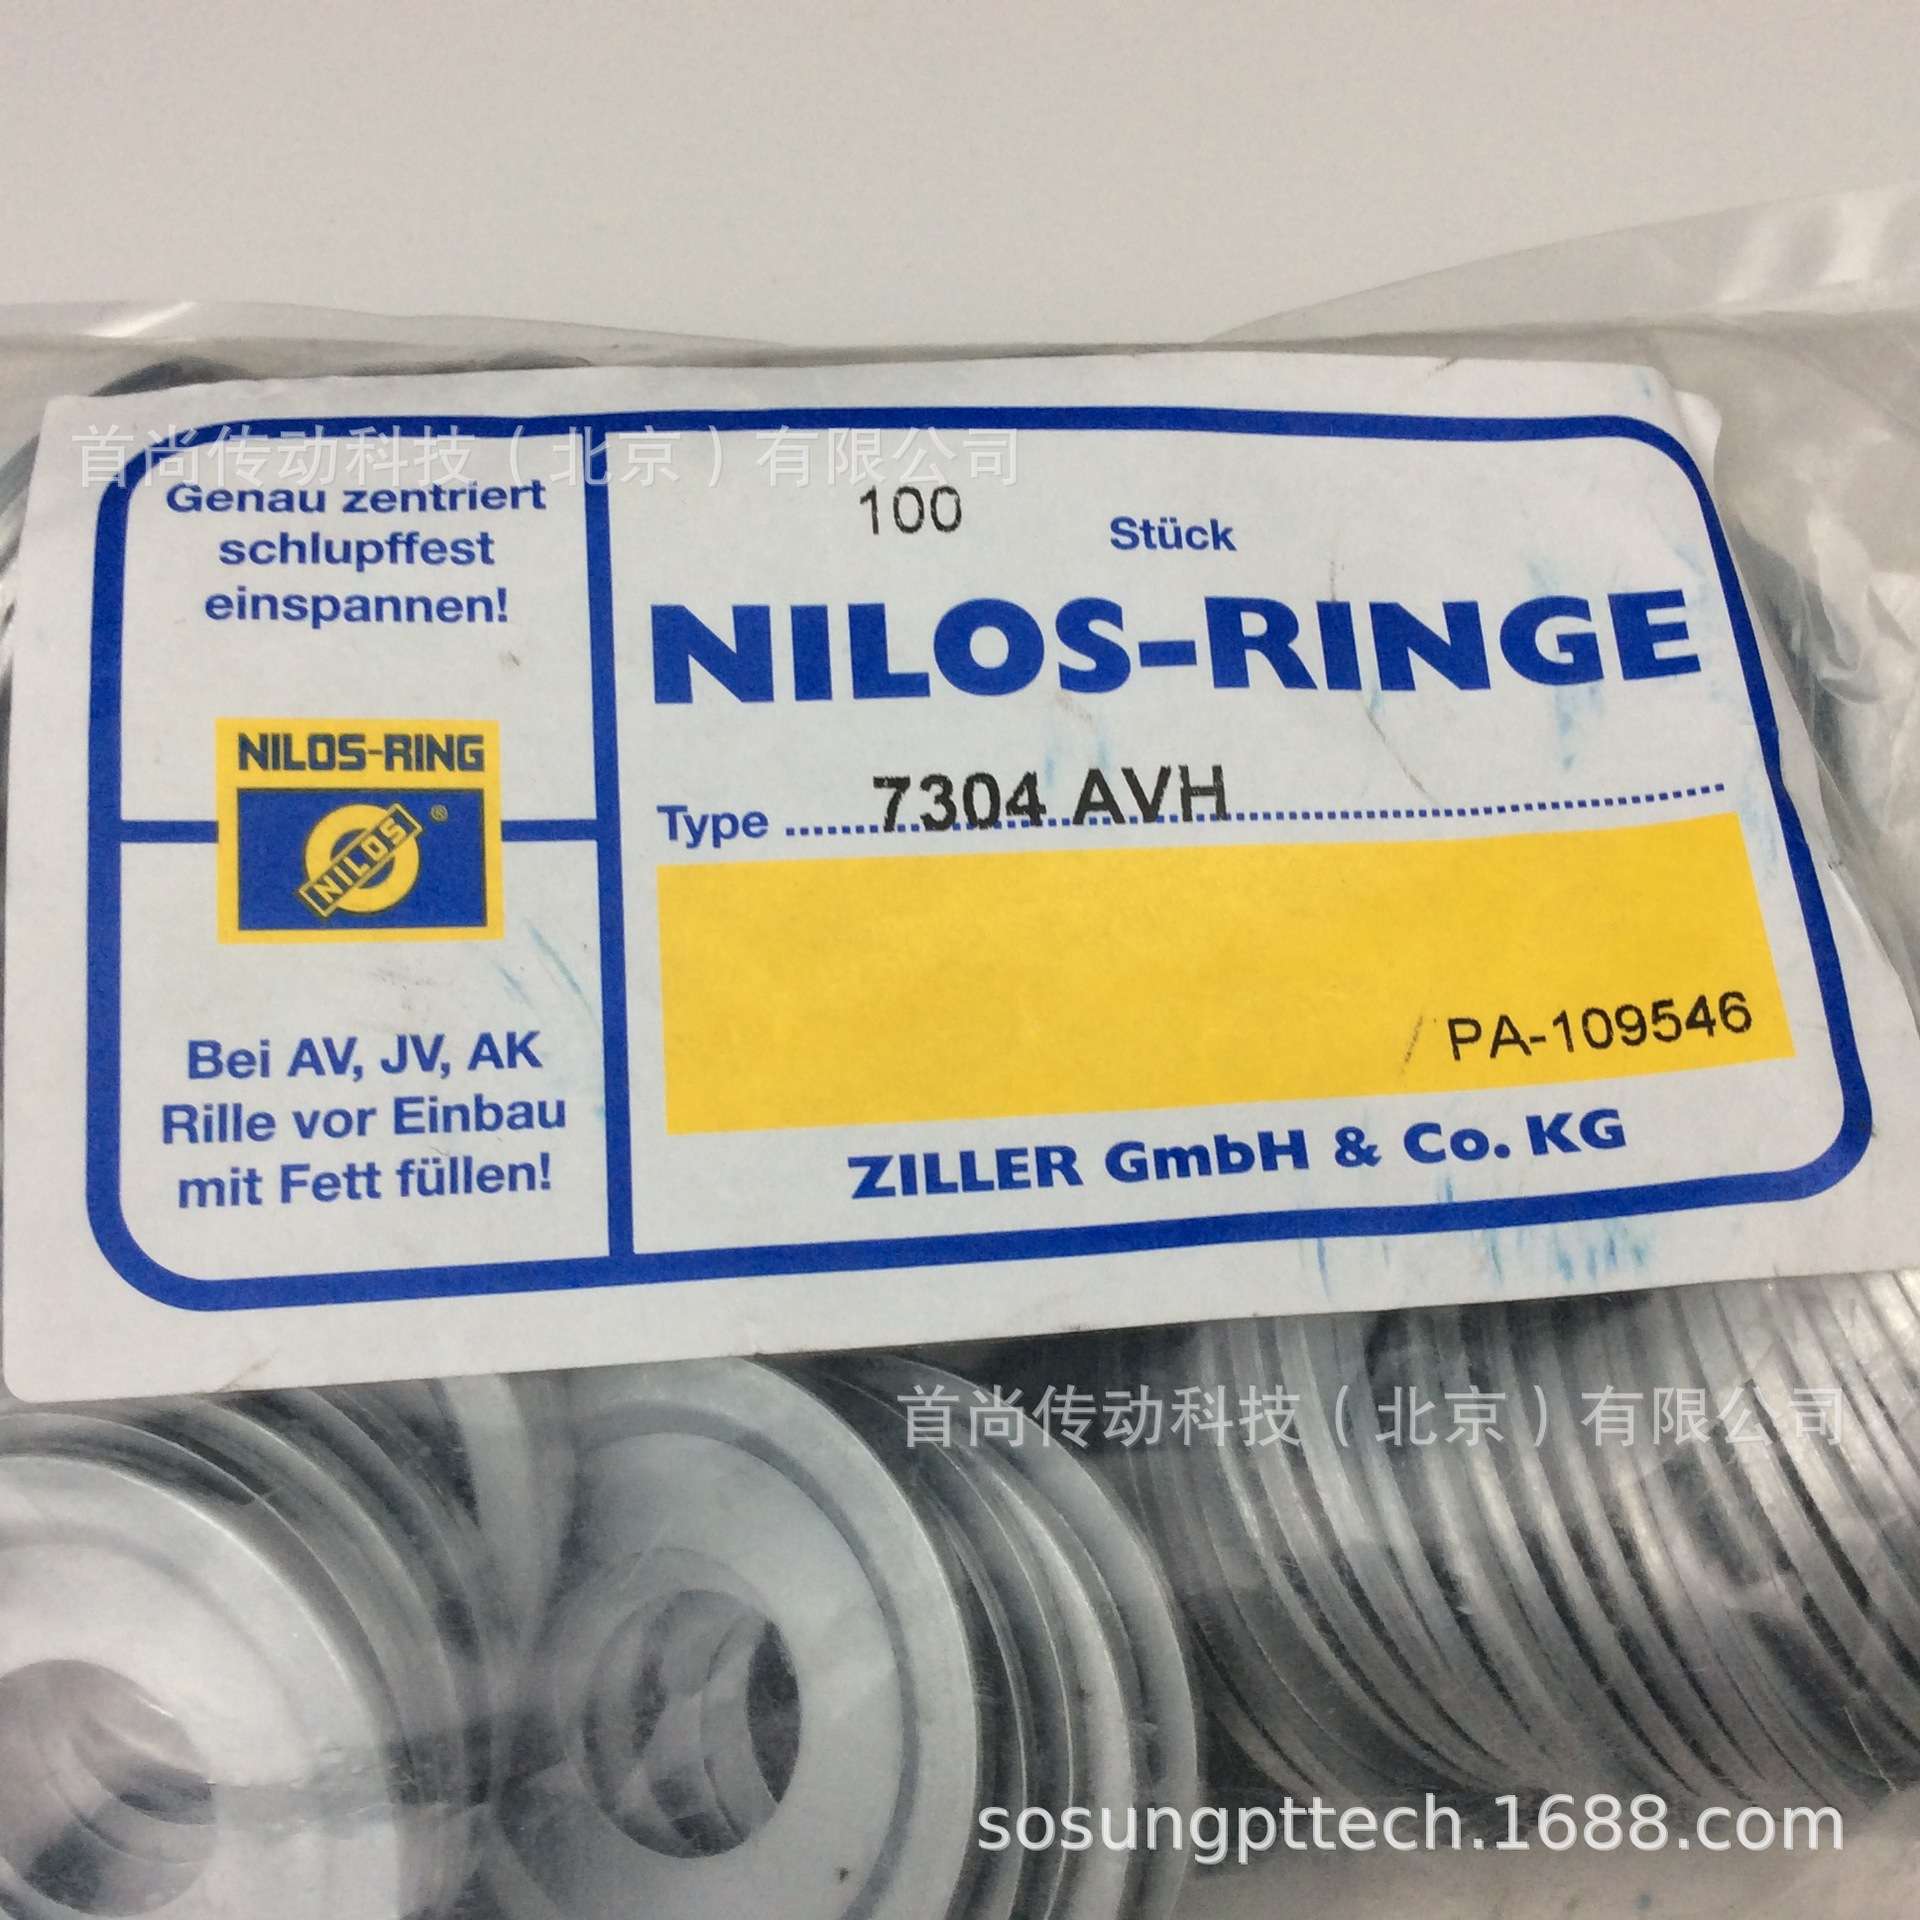 首尚传动科技（北京）有限公司
Genau zentriert
schlupffest
einspannen!
NILOS-RING
NILOS ®
Bei AV, JV, AK
Rille vor Einbau
mit Fett füllen!
100 Stück
NILOS-RINGE
Type 7304 AVH
PA-109546
ZILLER GmbH & Co. KG
首尚传动科技（北京）有限公司
sosungpttech.1688.com